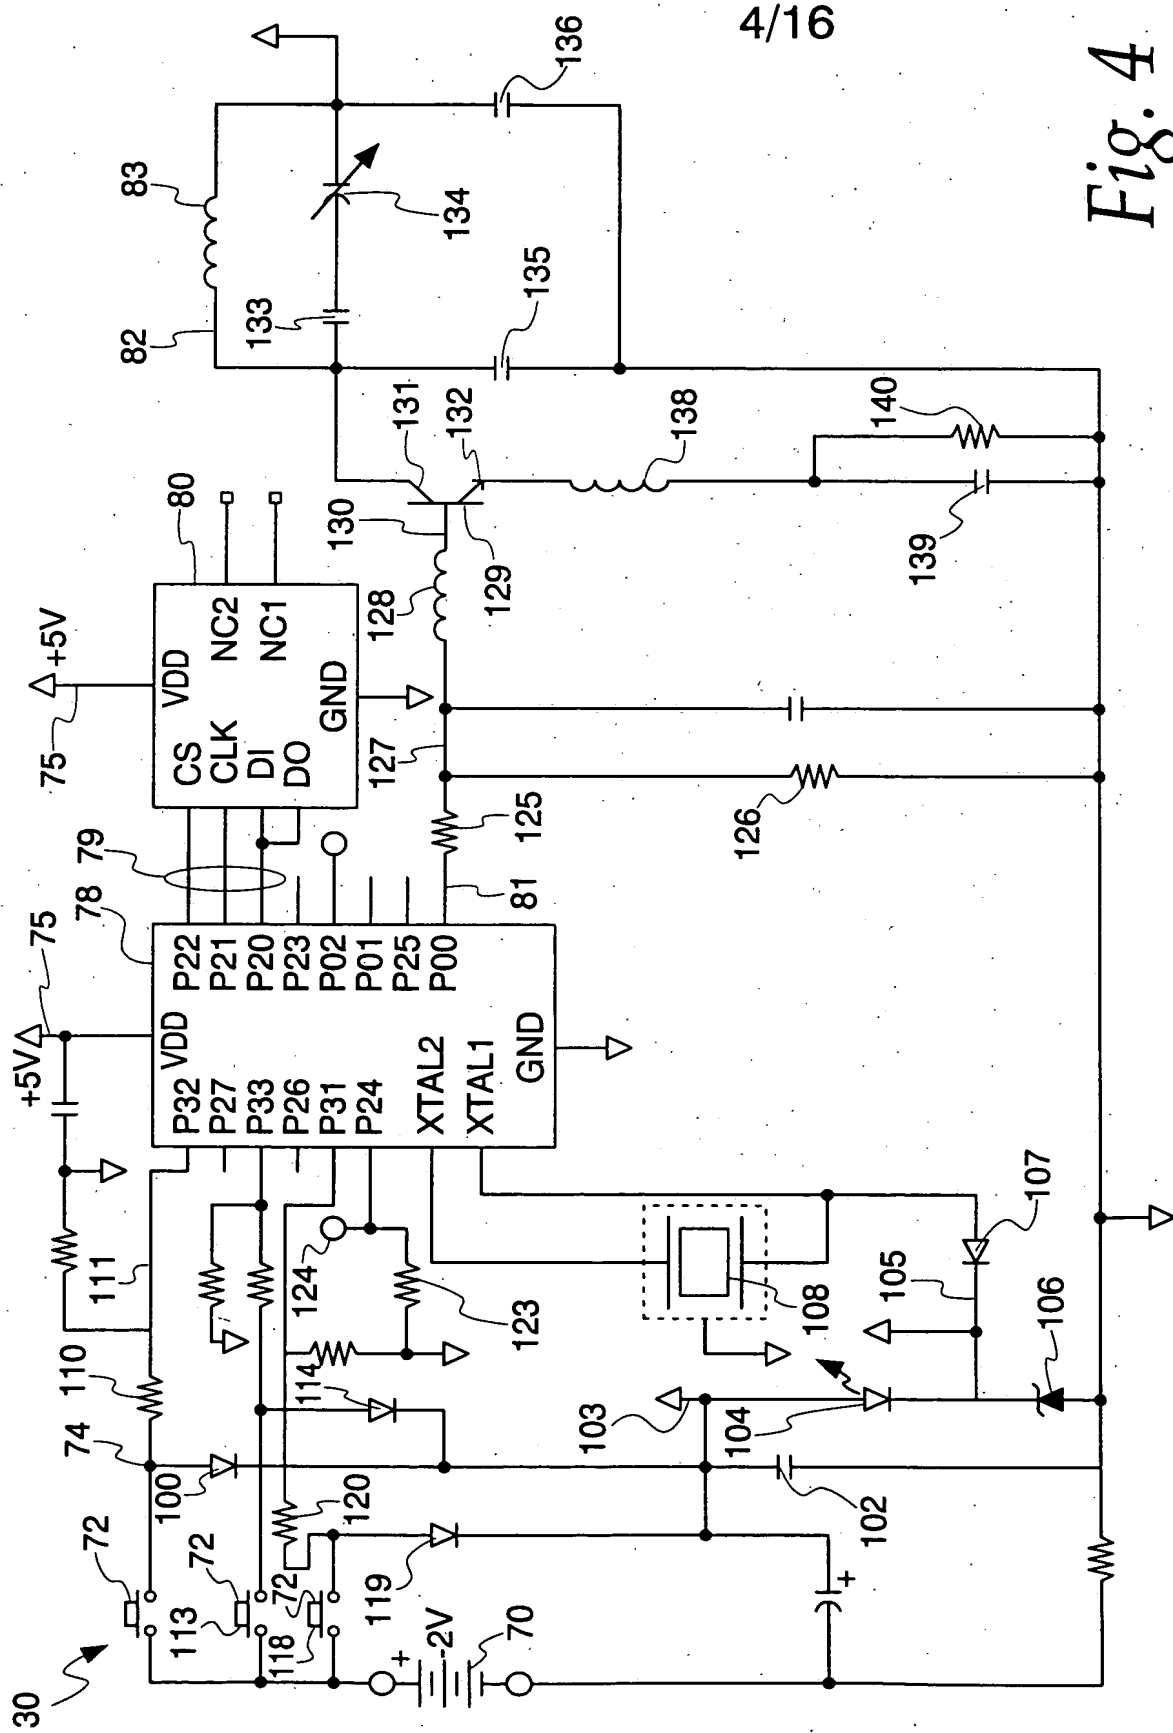 4/16
Fig. 4
30
72
72
113
72
118
+
-2V
70
74
100
110
111
+5V
75
78
79
75
+5V
80
VDD
P32
P27
P33
P26
P31
P24
XTAL2
XTAL1
GND
P22
P21
P20
P23
P02
P01
P25
P00
VDD
CS
CLK
DI
DO
GND
NC2
NC1
114
120
119
+
124
123
103
104
102
105
106
107
108
81
125
126
127
128
129
130
131
132
82
83
133
134
135
136
138
139
140